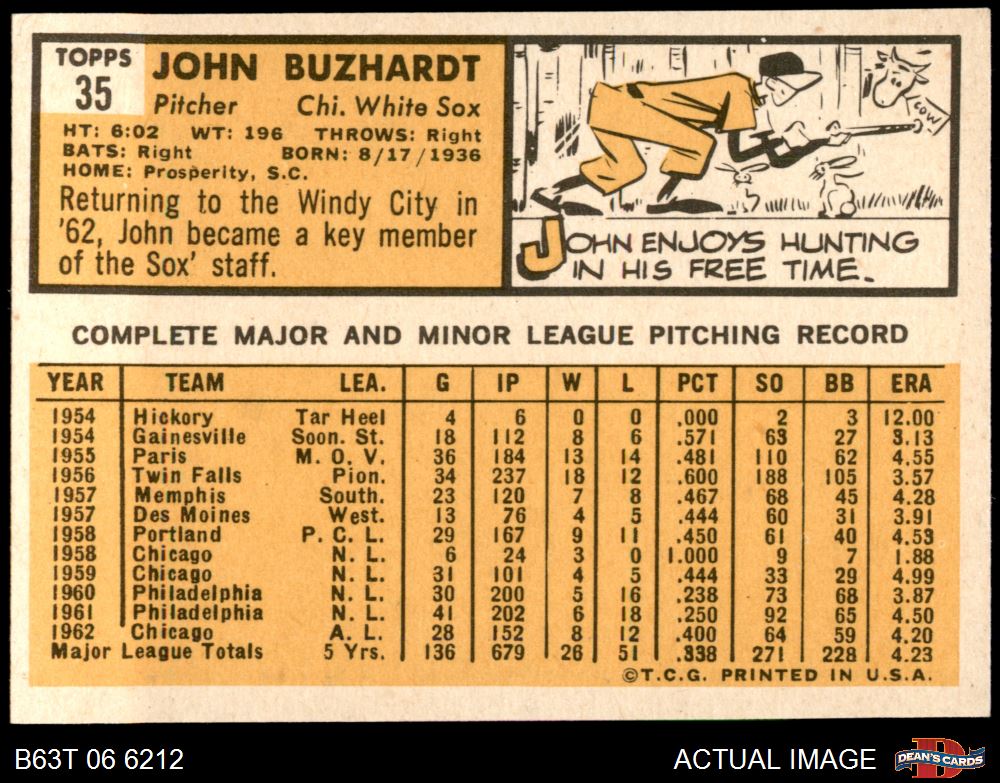 TOPPS
35
JOHN BUZHARDT
Pitcher Chi. White Sox
HT: 6:02 WT: 196 THROWS: Right
BATS: Right BORN: 8/17/1936
HOME: Prosperity, S.C.
Returning to the Windy City in
'62, John became a key member
of the Sox' staff.
COW
JOHN ENJOYS HUNTING
IN HIS FREE TIME.
COMPLETE MAJOR AND MINOR LEAGUE PITCHING RECORD
YEAR TEAM LEA. G IP W L PCT SO BB ERA
1954 Hickory Tar Heel 4 6 0 0 .000 2 3 12.00
1954 Gainesville Soon. St. 18 112 8 6 .571 63 27 3.13
1955 Paris M. O. V. 36 184 13 14 .481 110 62 4.55
1956 Twin Falls Pion. 34 237 18 12 .600 188 105 3.57
1957 Memphis South. 23 120 7 8 .467 68 45 4.28
1957 Des Moines West. 13 76 4 5 .444 60 31 3.91
1958 Portland P. C. L. 29 167 9 11 .450 61 40 4.53
1958 Chicago N. L. 6 24 3 0 1.000 9 7 1.88
1959 Chicago N. L. 31 101 4 5 .444 33 29 4.99
1960 Philadelphia N. L. 30 200 5 16 .238 73 68 3.87
1961 Philadelphia N. L. 41 202 6 18 .250 92 65 4.50
1962 Chicago A. L. 28 152 8 12 .400 64 59 4.20
Major League Totals 5 Yrs. 136 679 26 51 .338 271 228 4.23
©T.C.G. PRINTED IN U.S.A.
B63T 06 6212
ACTUAL IMAGE
D
DEAN'S CARDS